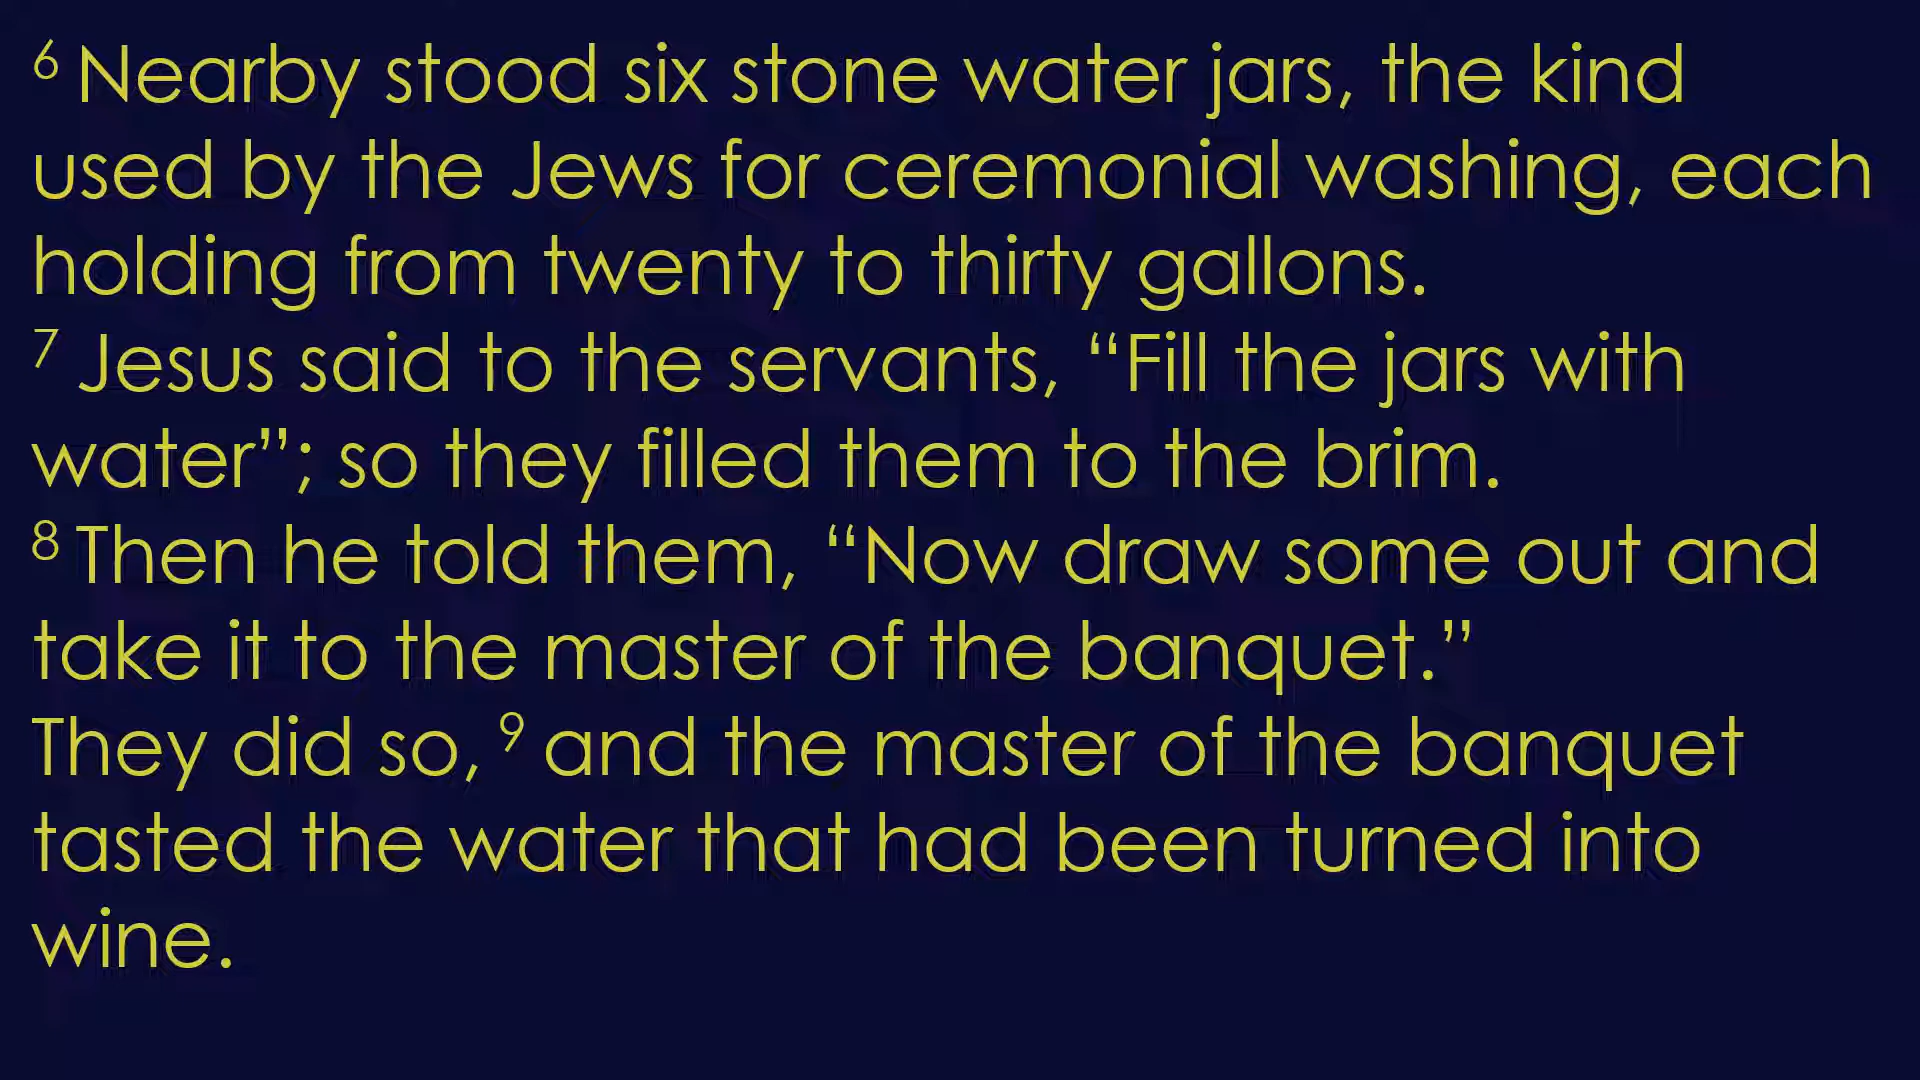 6 Nearby stood six stone water jars, the kind
used by the Jews for ceremonial washing, each
holding from twenty to thirty gallons.
7 Jesus said to the servants, “Fill the jars with
water”; so they filled them to the brim.
8 Then he told them, “Now draw some out and
take it to the master of the banquet.”
They did so, 9 and the master of the banquet
tasted the water that had been turned into
wine.